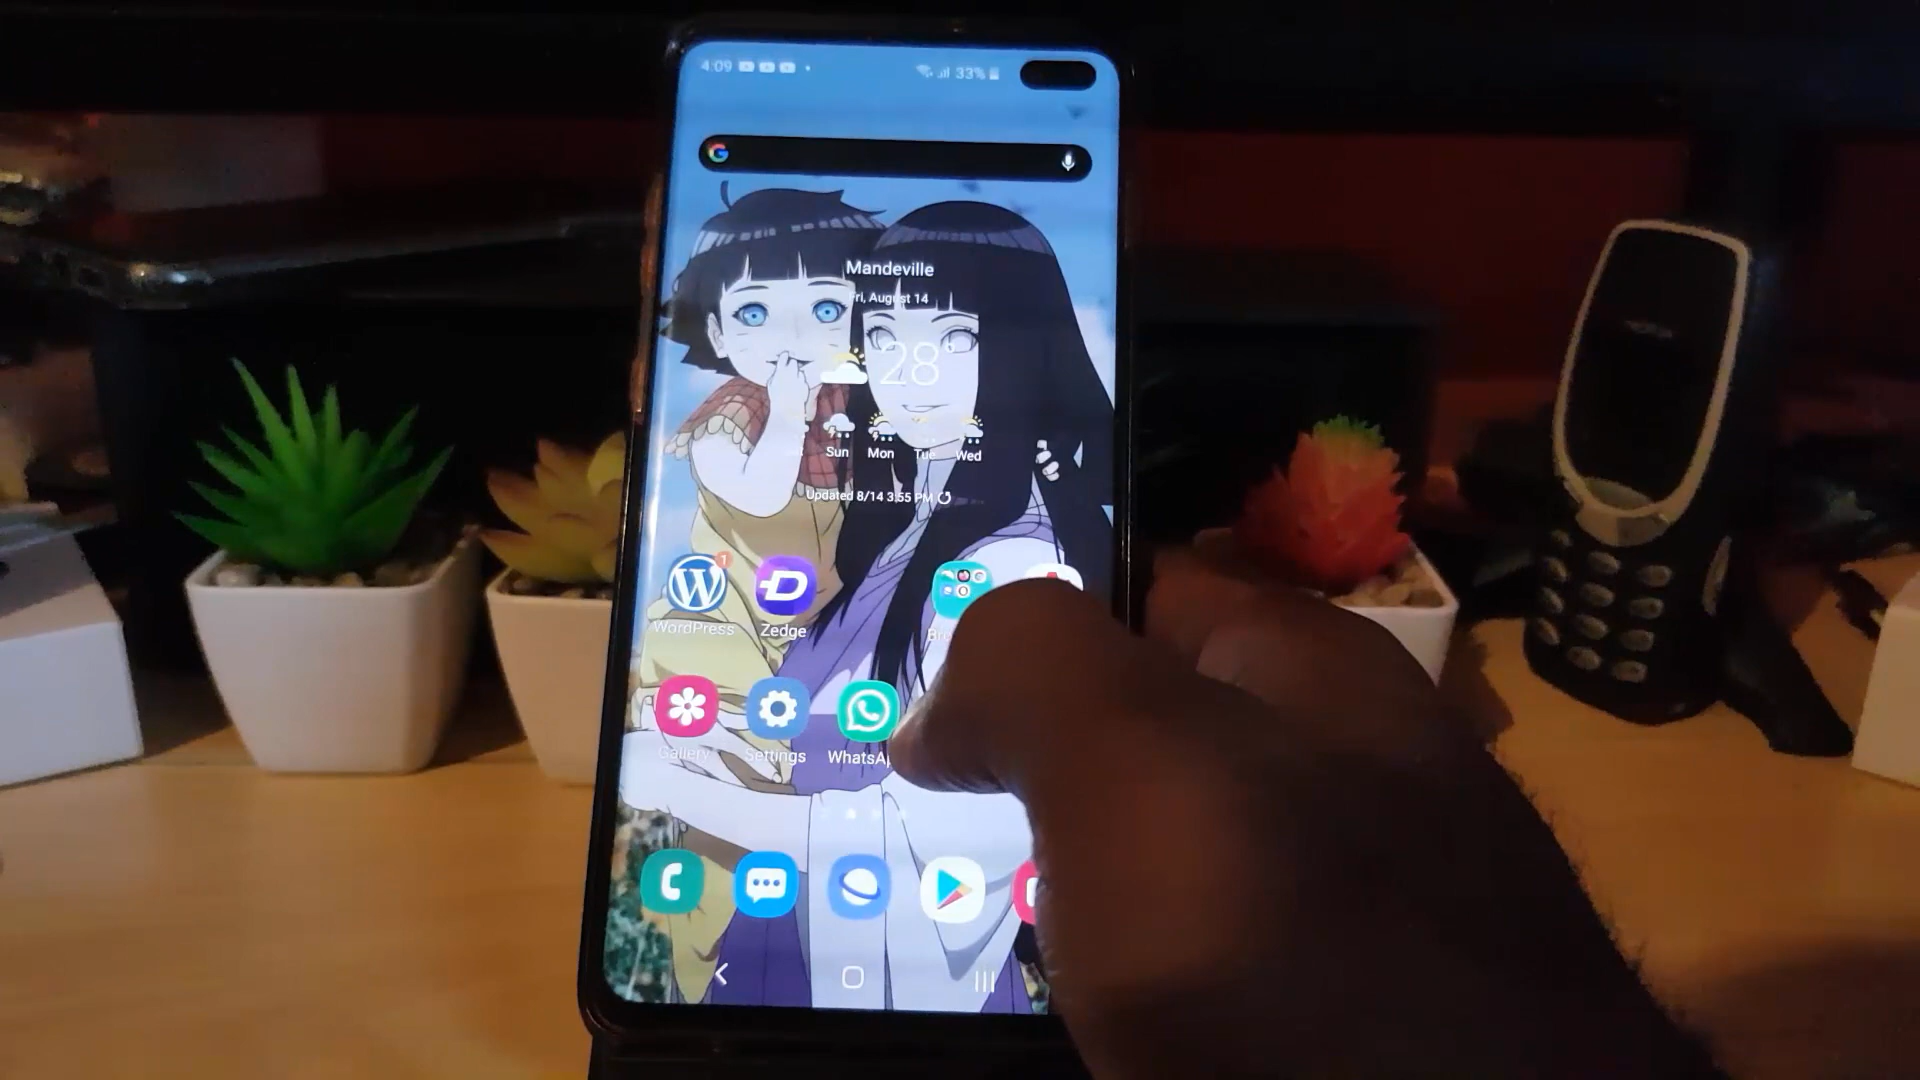 4:09
33%
Mandeville
Fri, August 14
28°
Sun Mon Tue Wed
Updated 8/14 3:55 PM
1
WordPress Zedge
Gallery Settings